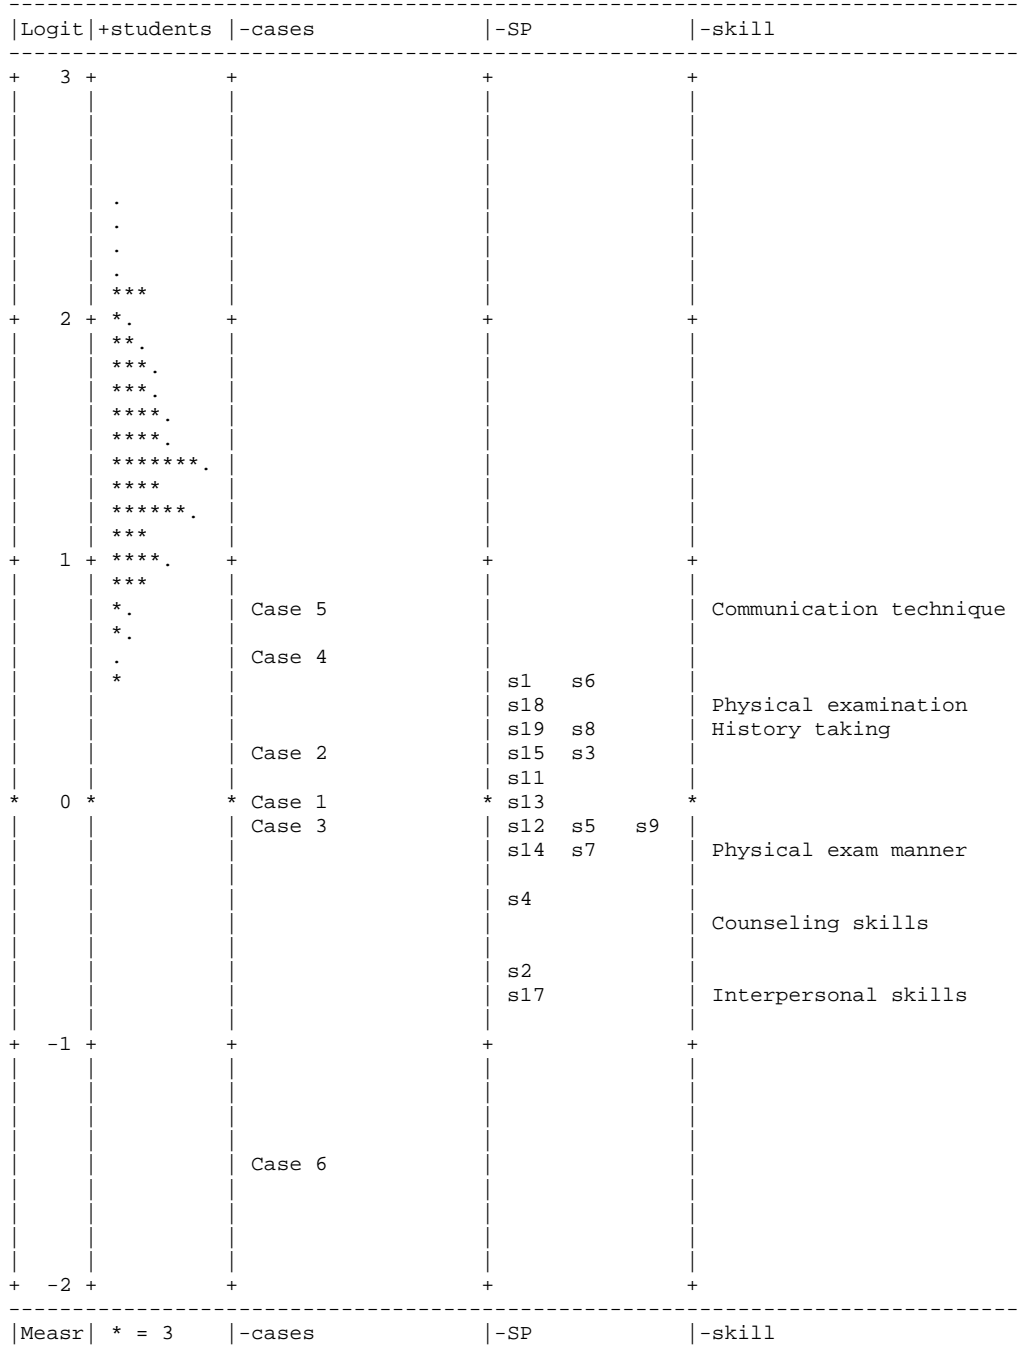 |Logit|+students |-cases |-SP |-skill
+ 3 + + + +
.
.
.
.
***
+ 2 + *. + + +
**.
***.
***.
****.
****.
*******.
****
******.
***
+ 1 + ****. + + +
***
*. Case 5 Communication technique
*.
. Case 4
* s1 s6
s18 Physical examination
s19 s8 History taking
Case 2 s15 s3
s11
* 0 * * Case 1 * s13 *
Case 3 s12 s5 s9
s14 s7 Physical exam manner
s4
Counseling skills
s2
s17 Interpersonal skills
+ -1 + + + +
Case 6
+ -2 + + + +
|Measr| * = 3 |-cases |-SP |-skill